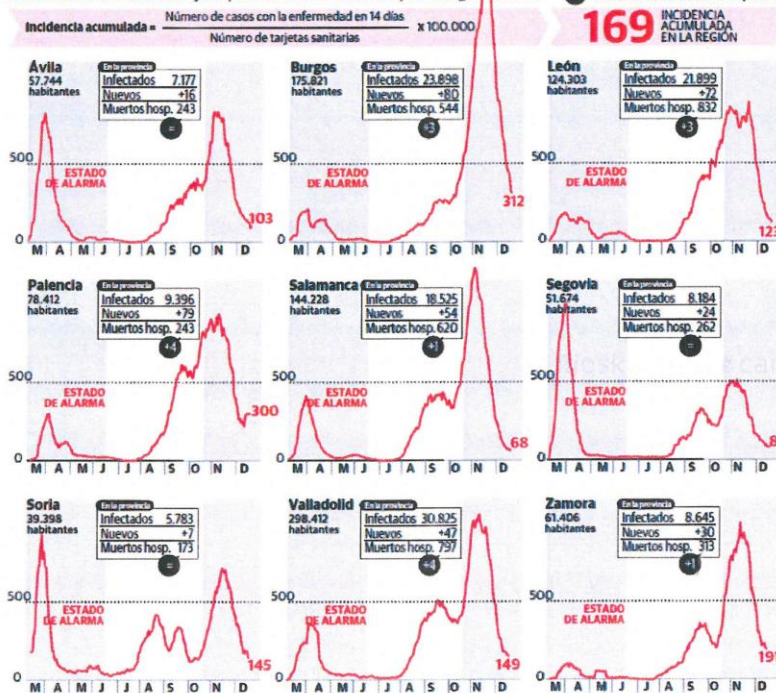 Incidencia acumulada = Número de casos con la enfermedad en 14 días x 100.000
Número de tarjetas sanitarias
169 INCIDENCIA
ACUMULADA
EN LA REGIÓN
Ávila
57.744
habitantes
En la provincia
Infectados 7.177
Nuevos +16
Muertos hosp. 243
=
500
ESTADO
DE ALARMA
103
0
M A M J J A S O N D
Burgos
175.821
habitantes
En la provincia
Infectados 23.898
Nuevos +80
Muertos hosp. 544
+3
500
ESTADO
DE ALARMA
312
0
M A M J J A S O N D
León
124.303
habitantes
En la provincia
Infectados 21.899
Nuevos +72
Muertos hosp. 832
+3
500
ESTADO
DE ALARMA
123
0
M A M J J A S O N D
Palencia
78.412
habitantes
En la provincia
Infectados 9.396
Nuevos +79
Muertos hosp. 243
+4
500
ESTADO
DE ALARMA
300
0
M A M J J A S O N D
Salamanca
144.228
habitantes
En la provincia
Infectados 18.525
Nuevos +54
Muertos hosp. 620
+1
500
ESTADO
DE ALARMA
68
0
M A M J J A S O N D
Segovia
51.674
habitantes
En la provincia
Infectados 8.184
Nuevos +24
Muertos hosp. 262
=
500
ESTADO
DE ALARMA
8
0
M A M J J A S O N D
Soria
39.398
habitantes
En la provincia
Infectados 5.783
Nuevos +7
Muertos hosp. 173
=
500
ESTADO
DE ALARMA
145
0
M A M J J A S O N D
Valladolid
298.412
habitantes
En la provincia
Infectados 30.825
Nuevos +47
Muertos hosp. 797
+4
500
ESTADO
DE ALARMA
149
0
M A M J J A S O N D
Zamora
61.406
habitantes
En la provincia
Infectados 8.645
Nuevos +30
Muertos hosp. 313
+1
500
ESTADO
DE ALARMA
0
M A M J J A S O N D